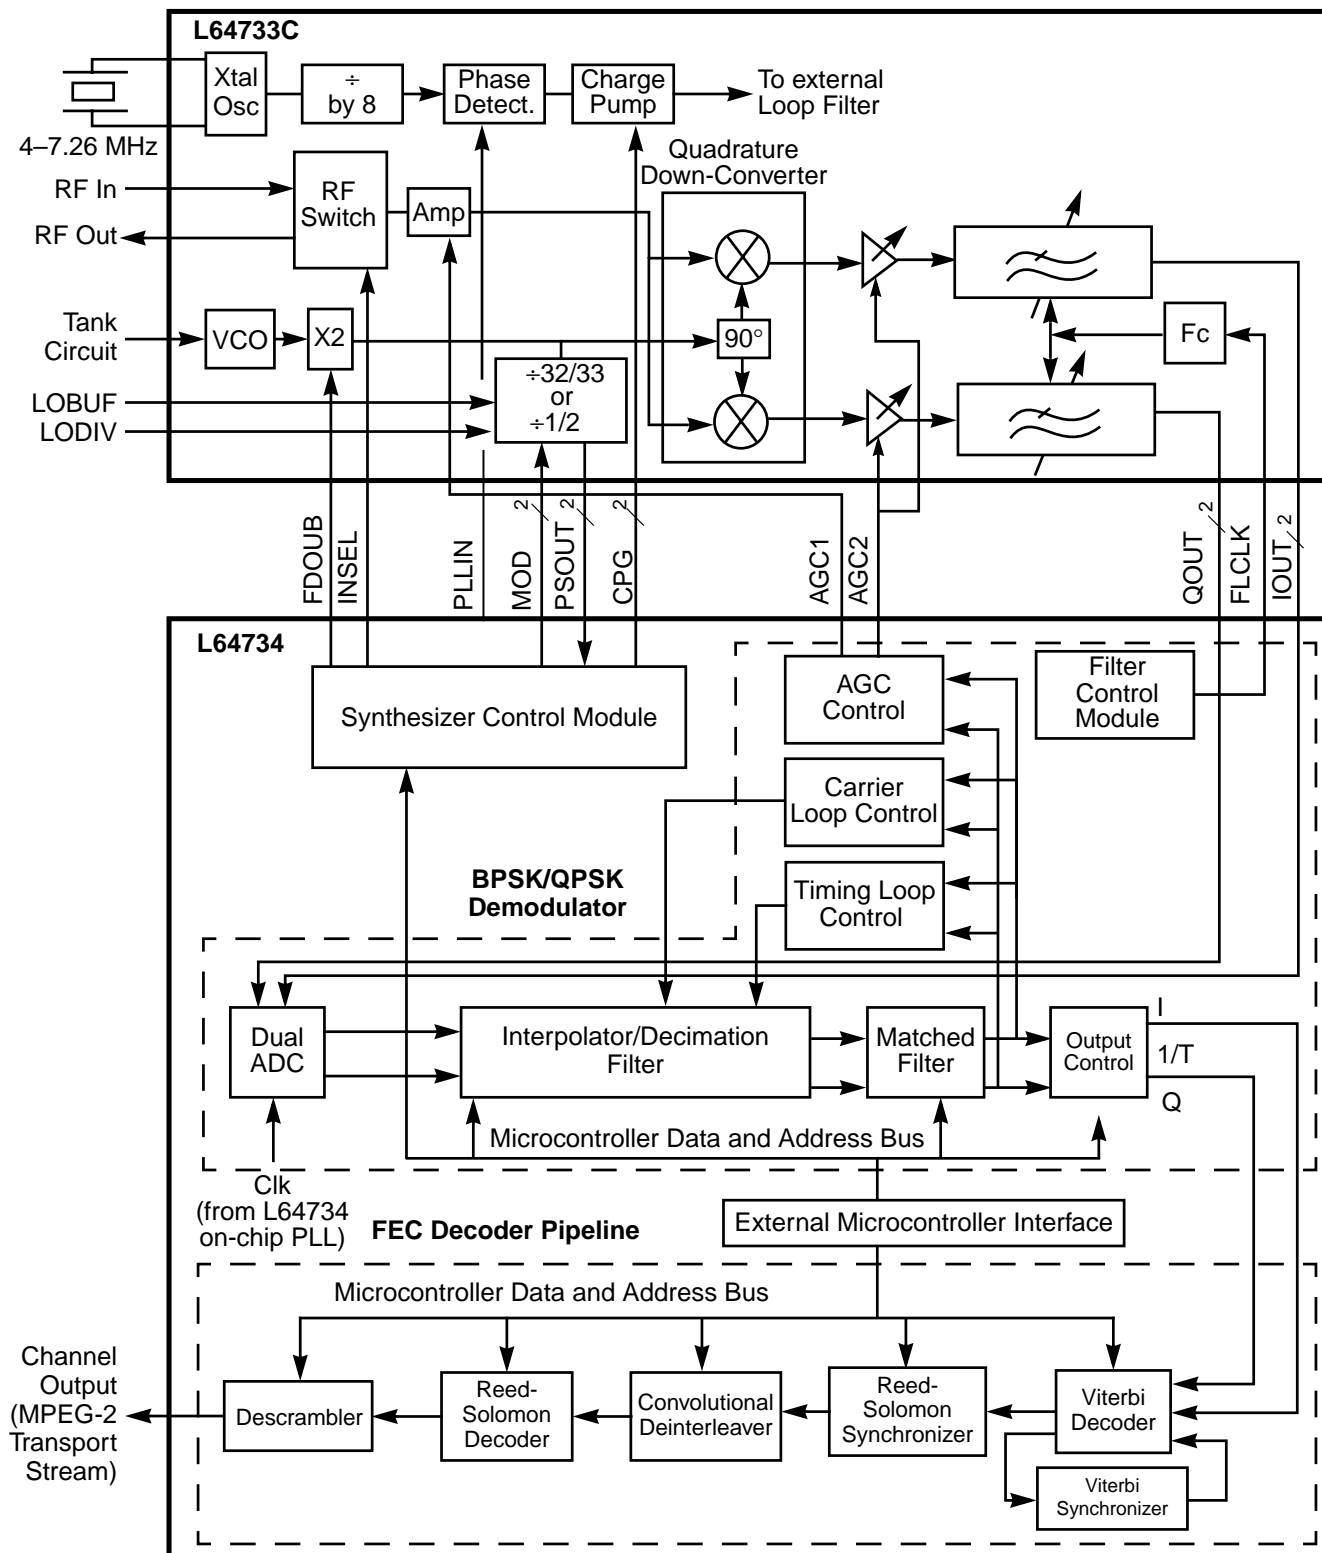 L64733C
Xtal
Osc
÷
by 8
Phase
Detect.
Charge
Pump
To external
Loop Filter
4–7.26 MHz
RF In
RF Out
RF
Switch
Amp
Quadrature
Down-Converter
Tank
Circuit
VCO
X2
90°
Fc
LOBUF
LODIV
÷32/33
or
÷1/2
FDOUB
INSEL
PLLIN
MOD
2
PSOUT
2
CPG
2
AGC1
AGC2
QOUT
2
FLCLK
IOUT
2
L64734
Synthesizer Control Module
AGC
Control
Filter
Control
Module
Carrier
Loop Control
BPSK/QPSK
Demodulator
Timing Loop
Control
Dual
ADC
Interpolator/Decimation
Filter
Matched
Filter
Output
Control
I
1/T
Q
Microcontroller Data and Address Bus
Clk
(from L64734
on-chip PLL)
FEC Decoder Pipeline
External Microcontroller Interface
Microcontroller Data and Address Bus
Channel
Output
(MPEG-2
Transport
Stream)
Descrambler
Reed-
Solomon
Decoder
Convolutional
Deinterleaver
Reed-
Solomon
Synchronizer
Viterbi
Decoder
Viterbi
Synchronizer